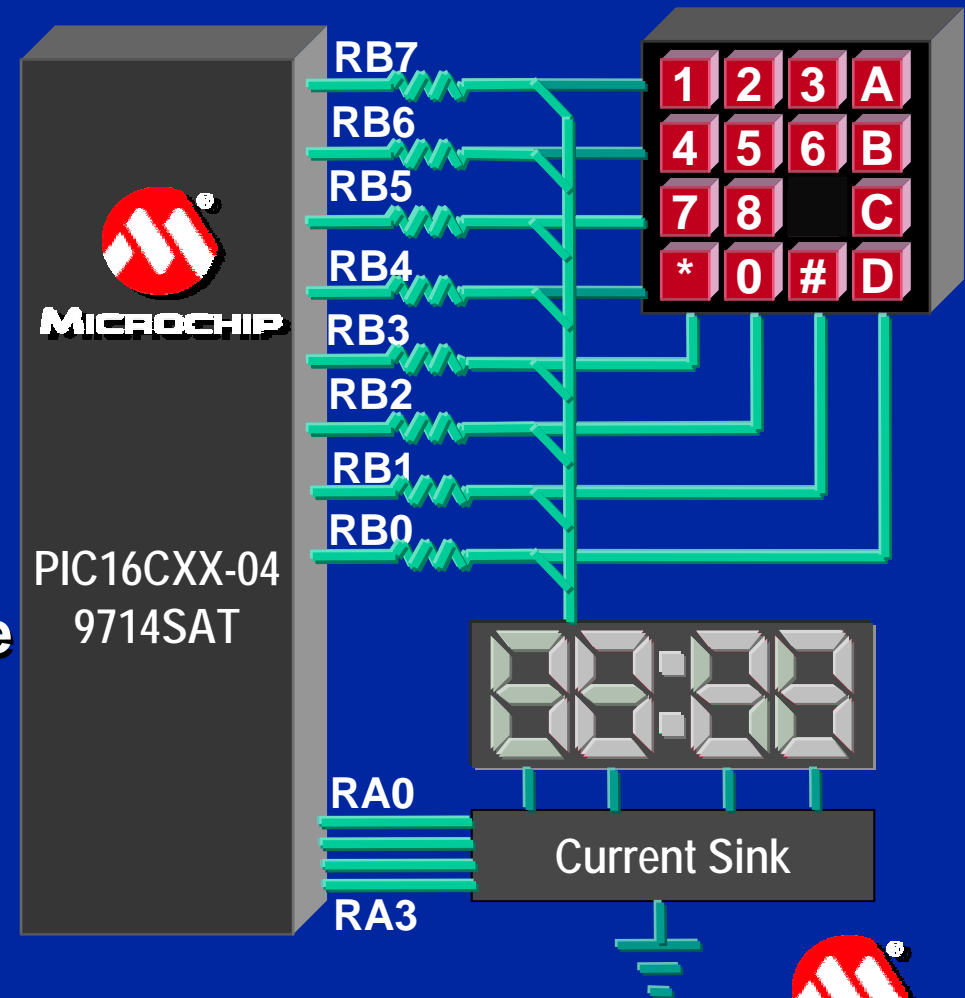 RB7
RB6
RB5
RB4
RB3
RB2
RB1
RB0
1 2 3 A
4 5 6 B
7 8 C
* 0 # D
®
MICROCHIP
PIC16CXX-04
9714SAT
e
RA0
RA3
Current Sink
®